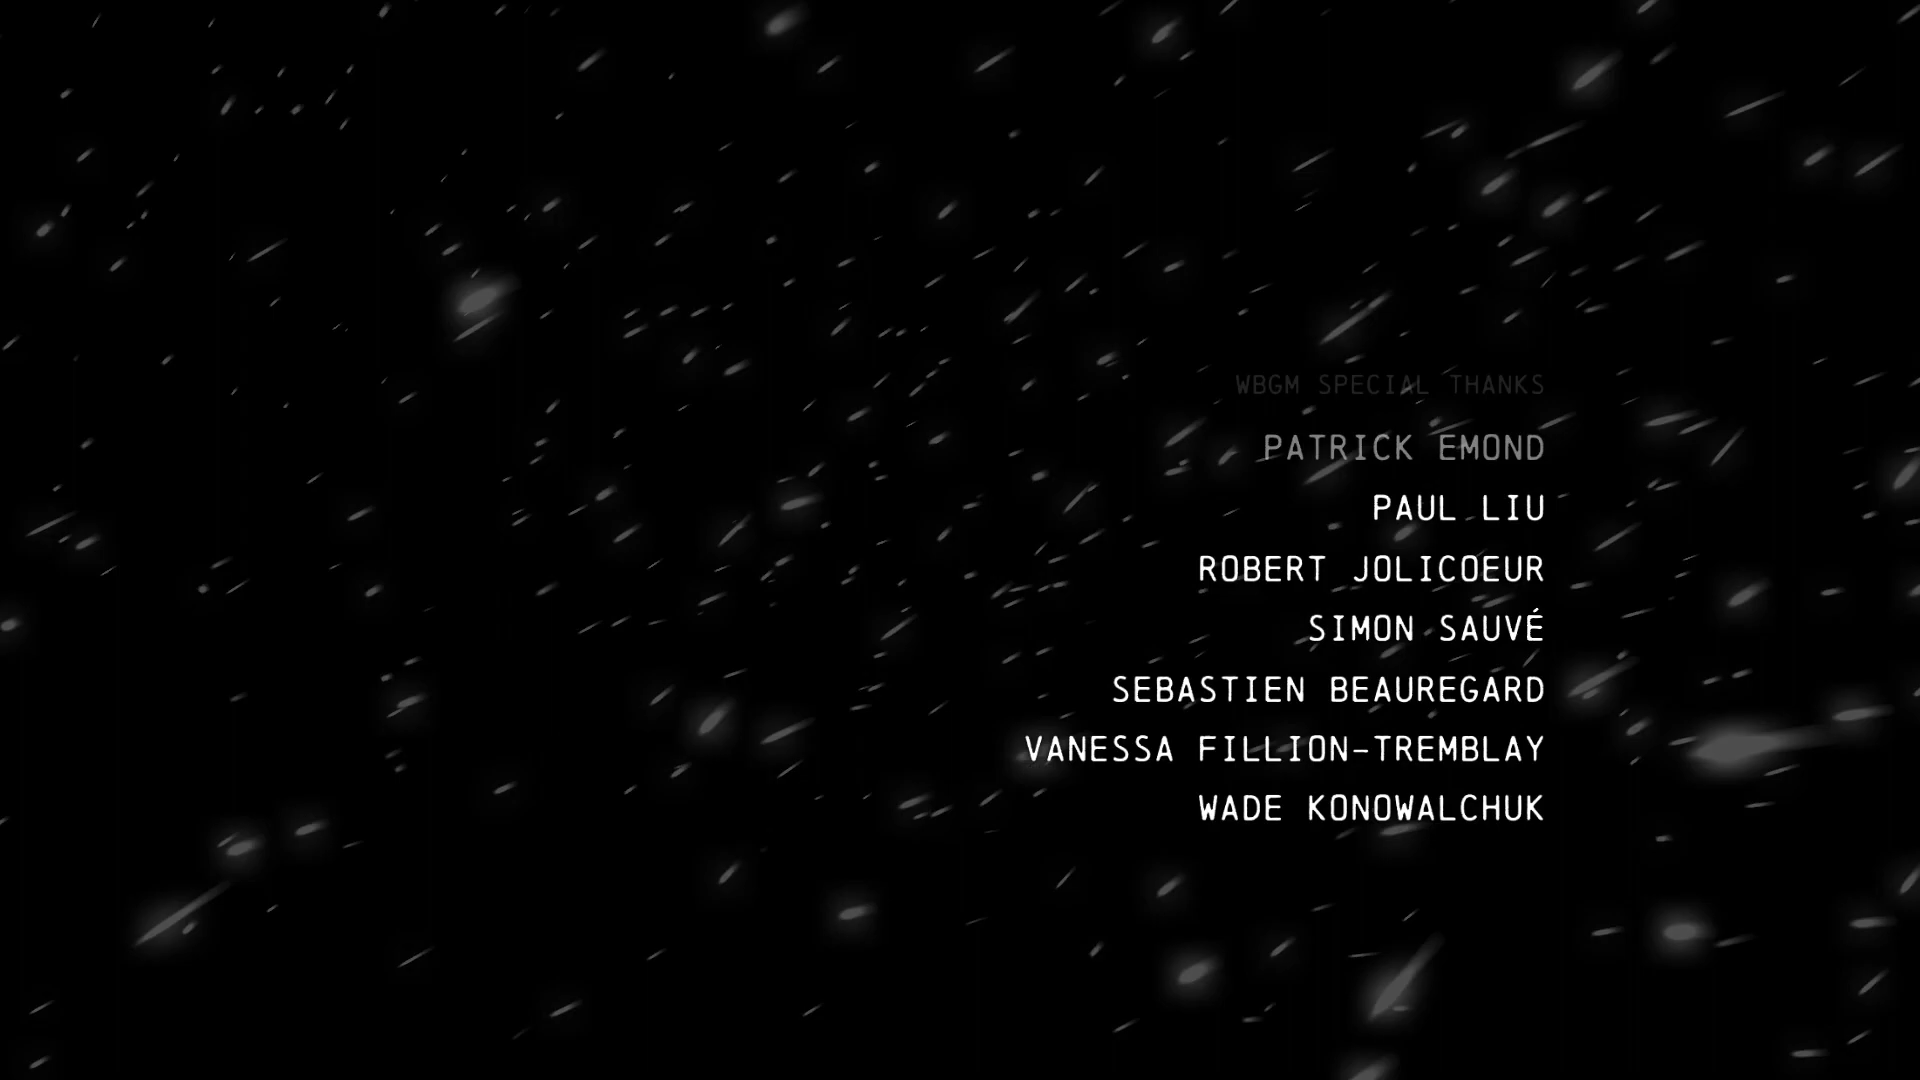 WBGM SPECIAL THANKS
PATRICK EMOND
PAUL LIU
ROBERT JOLICOEUR
SIMON SAUVÉ
SEBASTIEN BEAUREGARD
VANESSA FILLION-TREMBLAY
WADE KONOWALCHUK